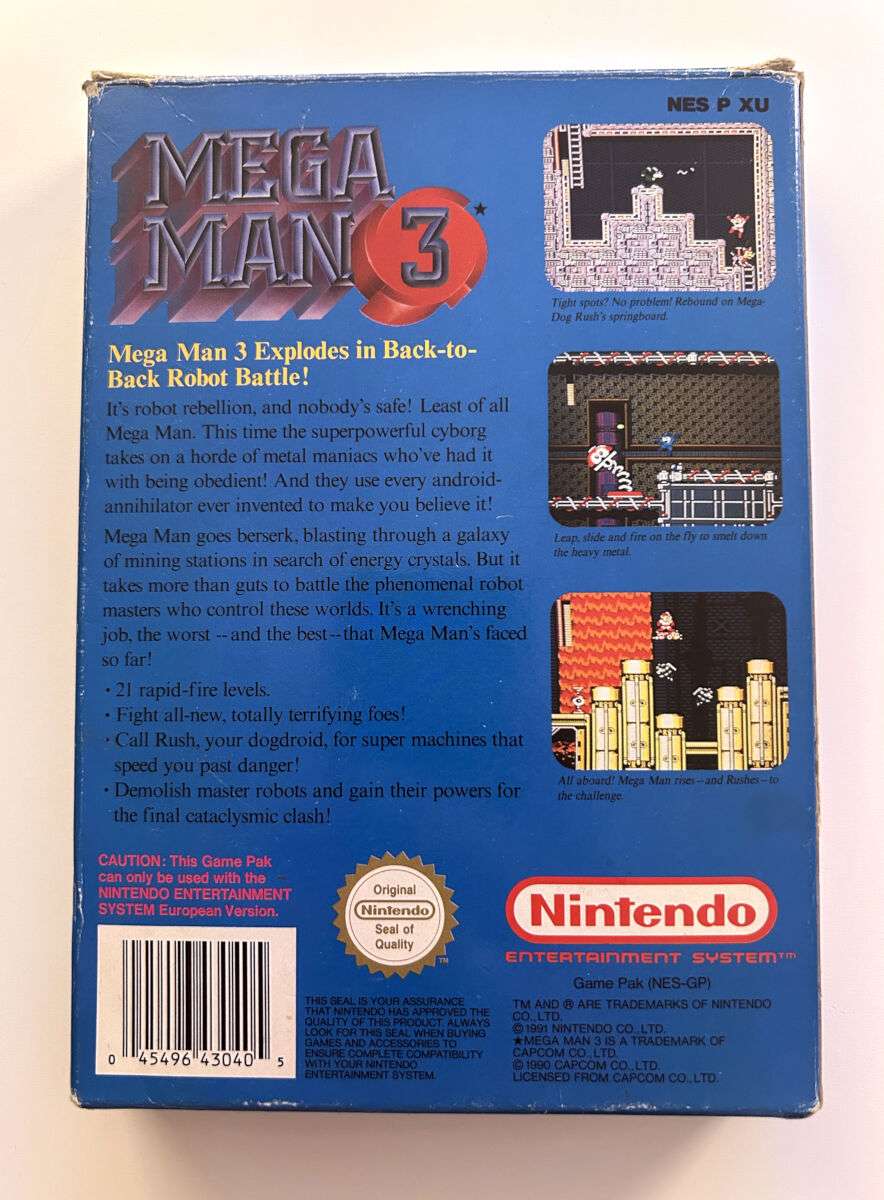 NES P XU
MEGA
MAN 3★
Mega Man 3 Explodes in Back-to-
Back Robot Battle!
It's robot rebellion, and nobody's safe! Least of all
Mega Man. This time the superpowerful cyborg
takes on a horde of metal maniacs who've had it
with being obedient! And they use every android-
annihilator ever invented to make you believe it!
Mega Man goes berserk, blasting through a galaxy
of mining stations in search of energy crystals. But it
takes more than guts to battle the phenomenal robot
masters who control these worlds. It's a wrenching
job, the worst --and the best--that Mega Man's faced
so far!
· 21 rapid-fire levels.
· Fight all-new, totally terrifying foes!
· Call Rush, your dogdroid, for super machines that
speed you past danger!
· Demolish master robots and gain their powers for
the final cataclysmic clash!
Tight spots? No problem! Rebound on Mega-
Dog Rush's springboard.
Leap, slide and fire on the fly to smelt down
the heavy metal.
All aboard! Mega Man rises--and Rushes--to
the challenge.
CAUTION: This Game Pak
can only be used with the
NINTENDO ENTERTAINMENT
SYSTEM European Version.
0 45496 43040 5
Original
Nintendo
Seal of
Quality
TM
THIS SEAL IS YOUR ASSURANCE
THAT NINTENDO HAS APPROVED THE
QUALITY OF THIS PRODUCT. ALWAYS
LOOK FOR THIS SEAL WHEN BUYING
GAMES AND ACCESSORIES TO
ENSURE COMPLETE COMPATIBILITY
WITH YOUR NINTENDO
ENTERTAINMENT SYSTEM.
Nintendo
ENTERTAINMENT SYSTEM™
Game Pak (NES-GP)
TM AND ® ARE TRADEMARKS OF NINTENDO
CO., LTD.
© 1991 NINTENDO CO., LTD.
★MEGA MAN 3 IS A TRADEMARK OF
CAPCOM CO., LTD.
© 1990 CAPCOM CO., LTD.
LICENSED FROM CAPCOM CO., LTD.